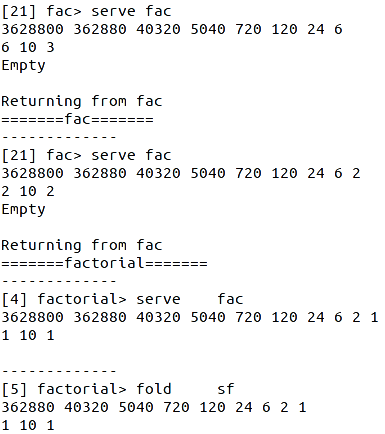 [21] fac> serve fac
3628800 362880 40320 5040 720 120 24 6
6 10 3
Empty

Returning from fac
=======fac=======
-------------
[21] fac> serve fac
3628800 362880 40320 5040 720 120 24 6 2
2 10 2
Empty

Returning from fac
=======factorial=======
-------------
[4] factorial> serve    fac
3628800 362880 40320 5040 720 120 24 6 2 1
1 10 1

-------------
[5] factorial> fold     sf
362880 40320 5040 720 120 24 6 2 1
1 10 1